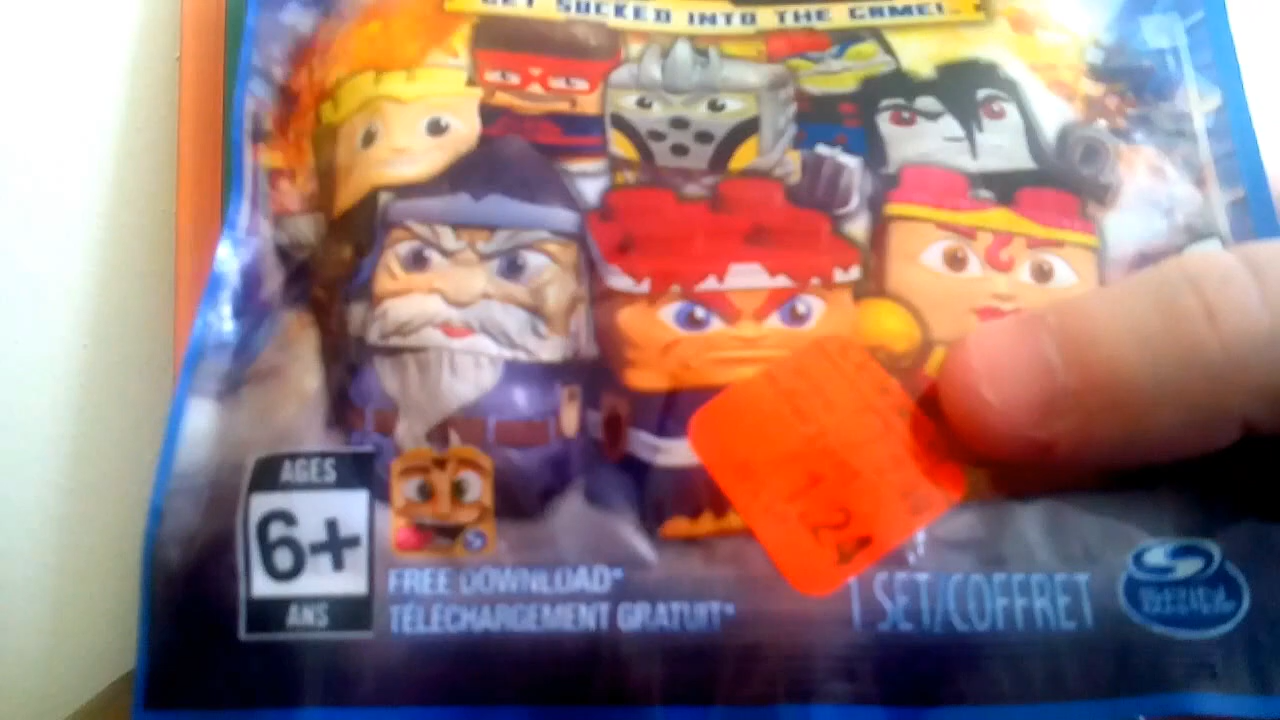 GET SUCKED INTO THE GAME!
AGES
6+
ANS
FREE DOWNLOAD*
TÉLÉCHARGEMENT GRATUIT*
1 SET/COFFRET